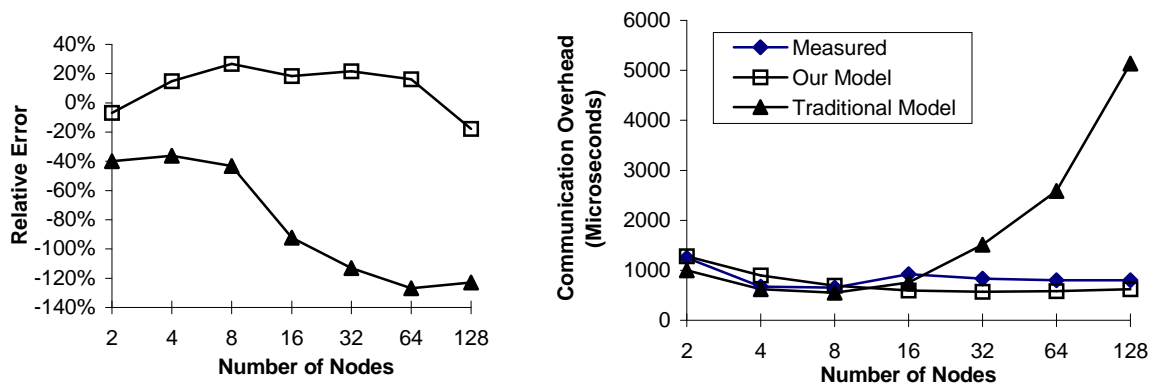 Relative Error
40%
20%
0%
-20%
-40%
-60%
-80%
-100%
-120%
-140%
2 4 8 16 32 64 128
Number of Nodes
Communication Overhead
(Microseconds)
6000
5000
4000
3000
2000
1000
0
Measured
Our Model
Traditional Model
2 4 8 16 32 64 128
Number of Nodes